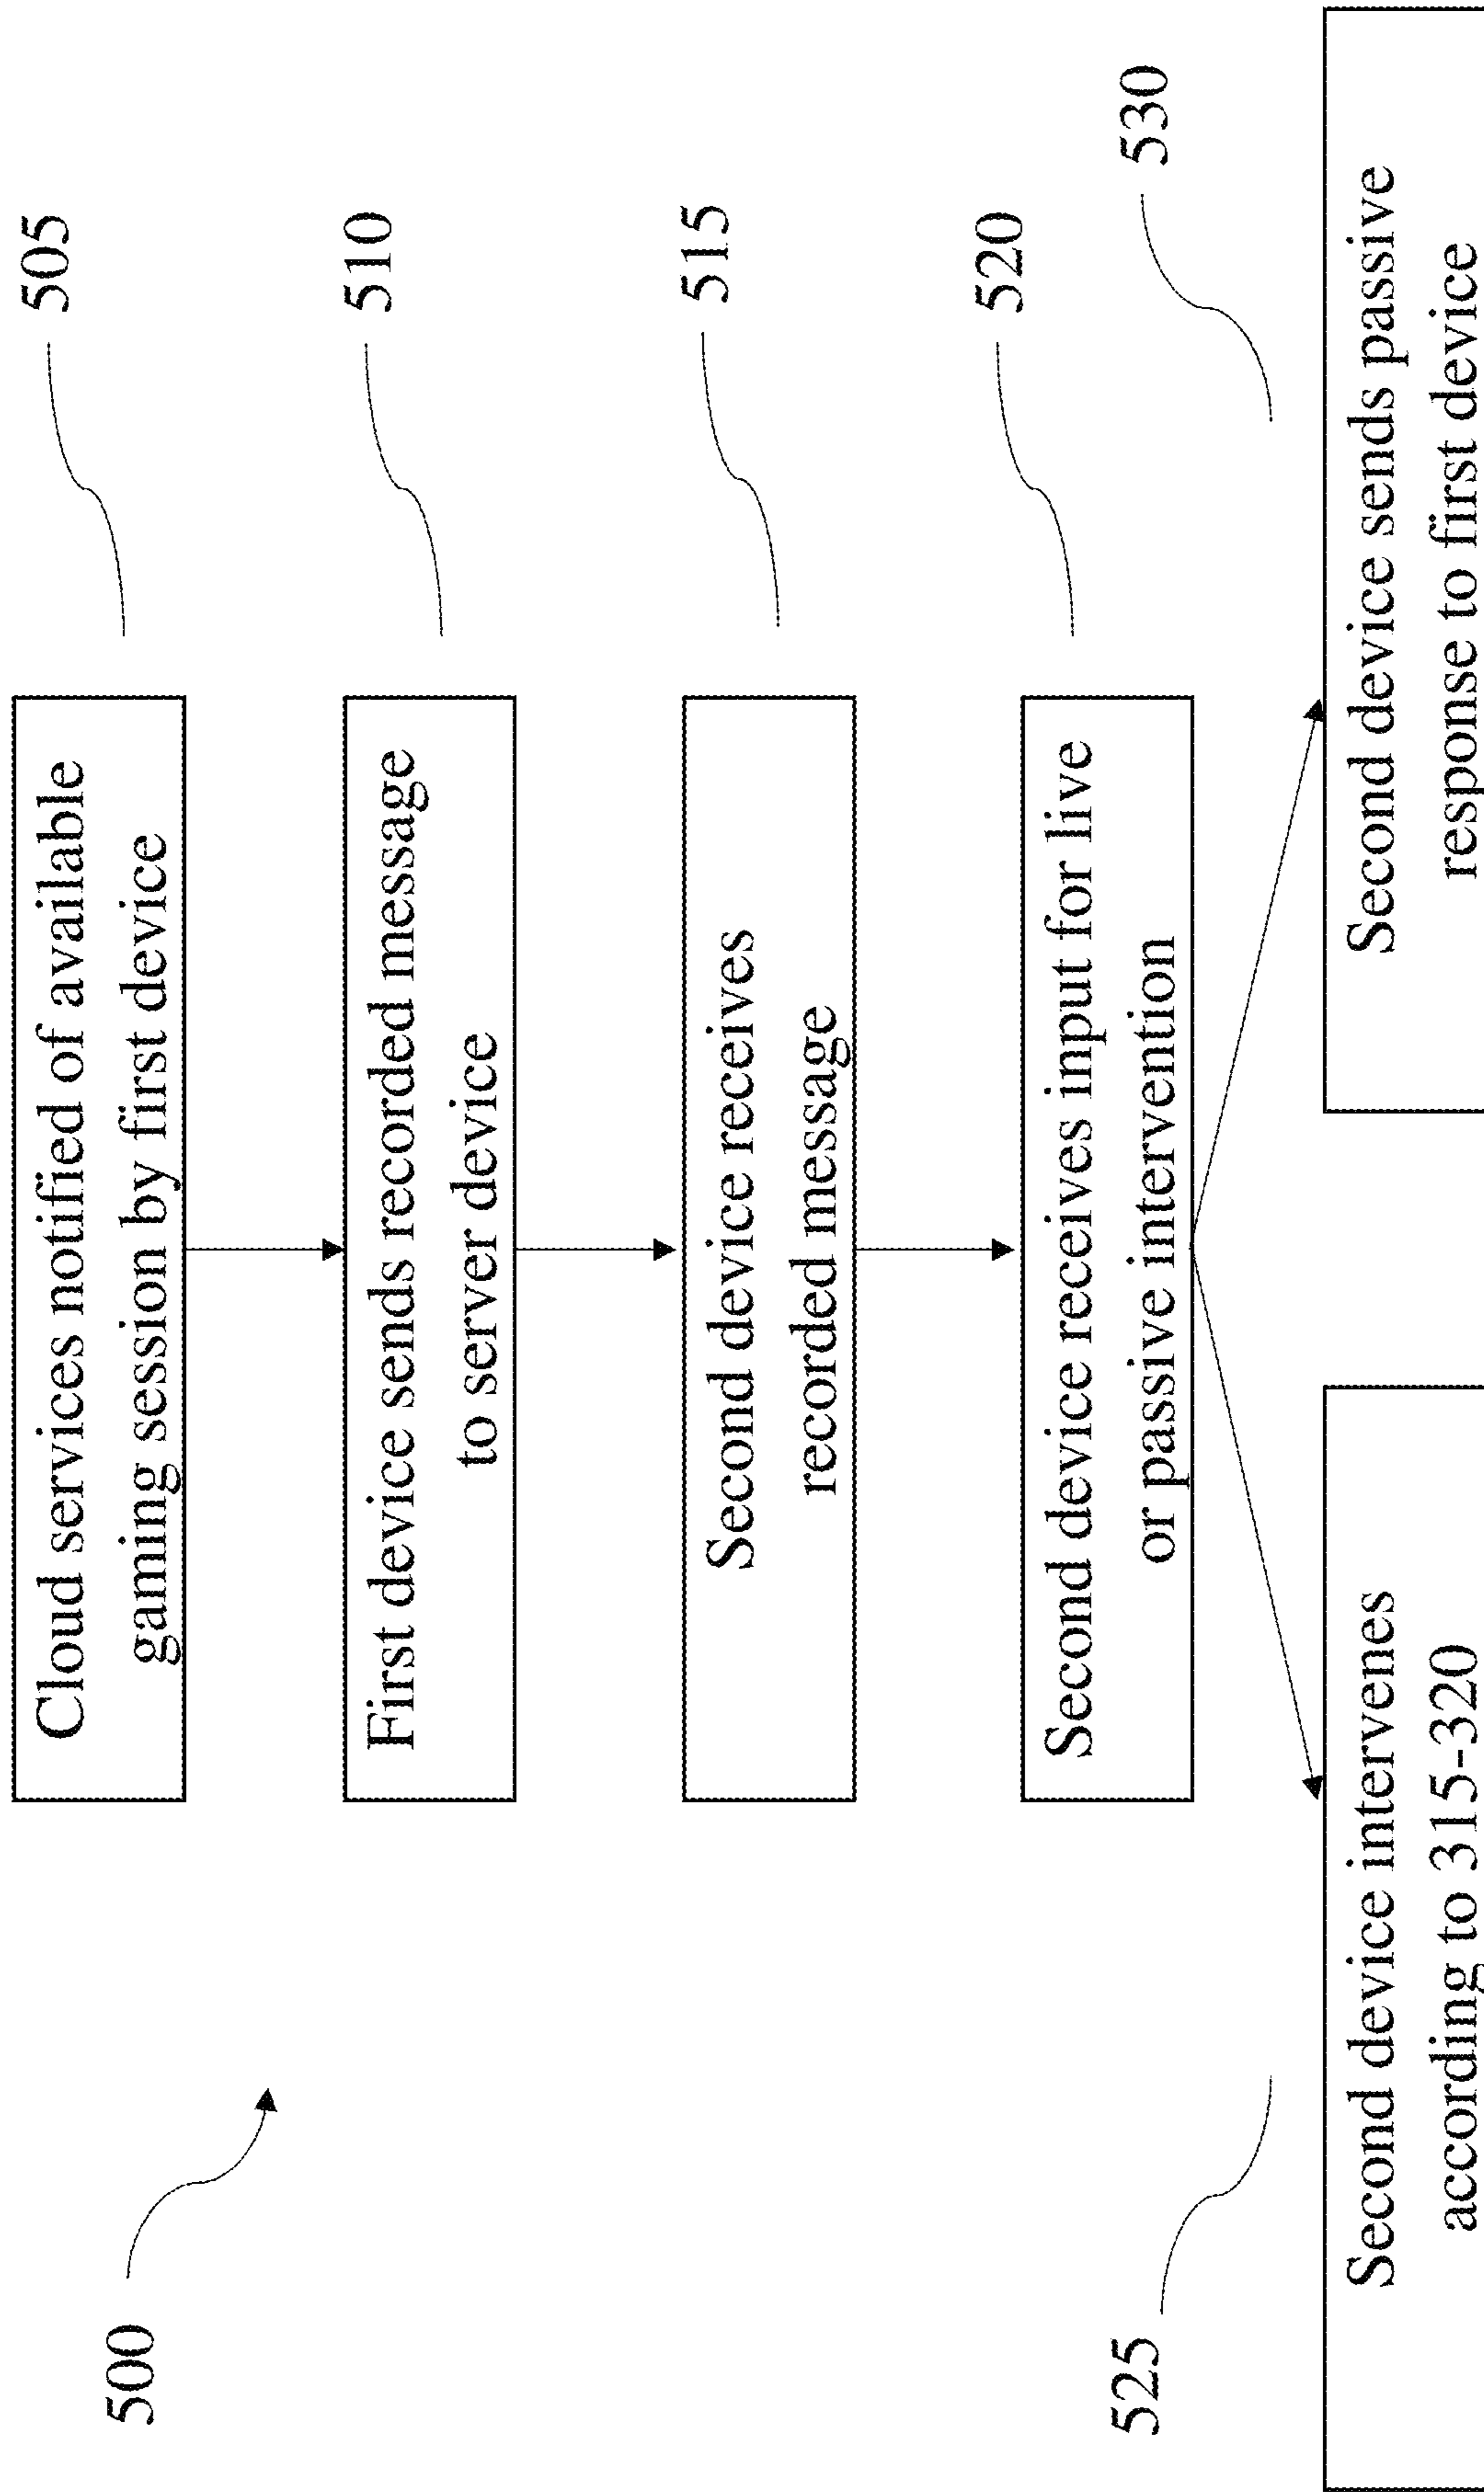 500
Cloud services notified of available
gaming session by first device
505
First device sends recorded message
to server device
510
Second device receives
recorded message
515
Second device receives input for live
or passive intervention
520
525
Second device intervenes
according to 315-320
530
Second device sends passive
response to first device